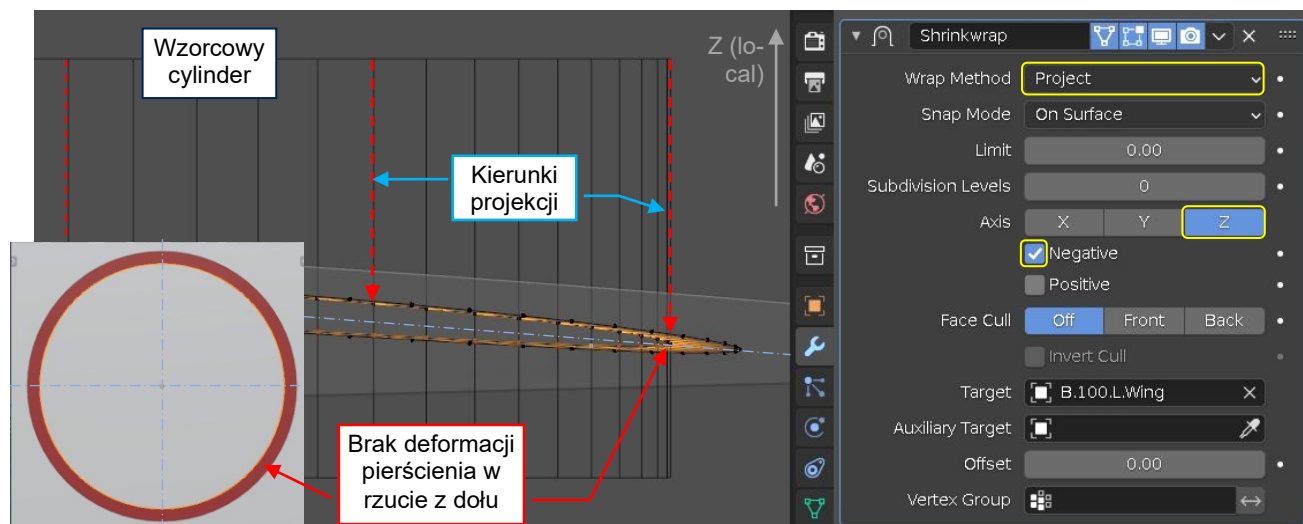 Wzorcowy
cylinder
Z (lo-
cal)
Kierunki
projekcji
Brak deformacji
pierścienia w
rzucie z dołu
Shrinkwrap
Wrap Method Project
Snap Mode On Surface
Limit 0.00
Subdivision Levels 0
Axis X Y Z
Negative
Positive
Face Cull Off Front Back
Invert Cull
Target B.100.L.Wing
Auxiliary Target
Offset 0.00
Vertex Group